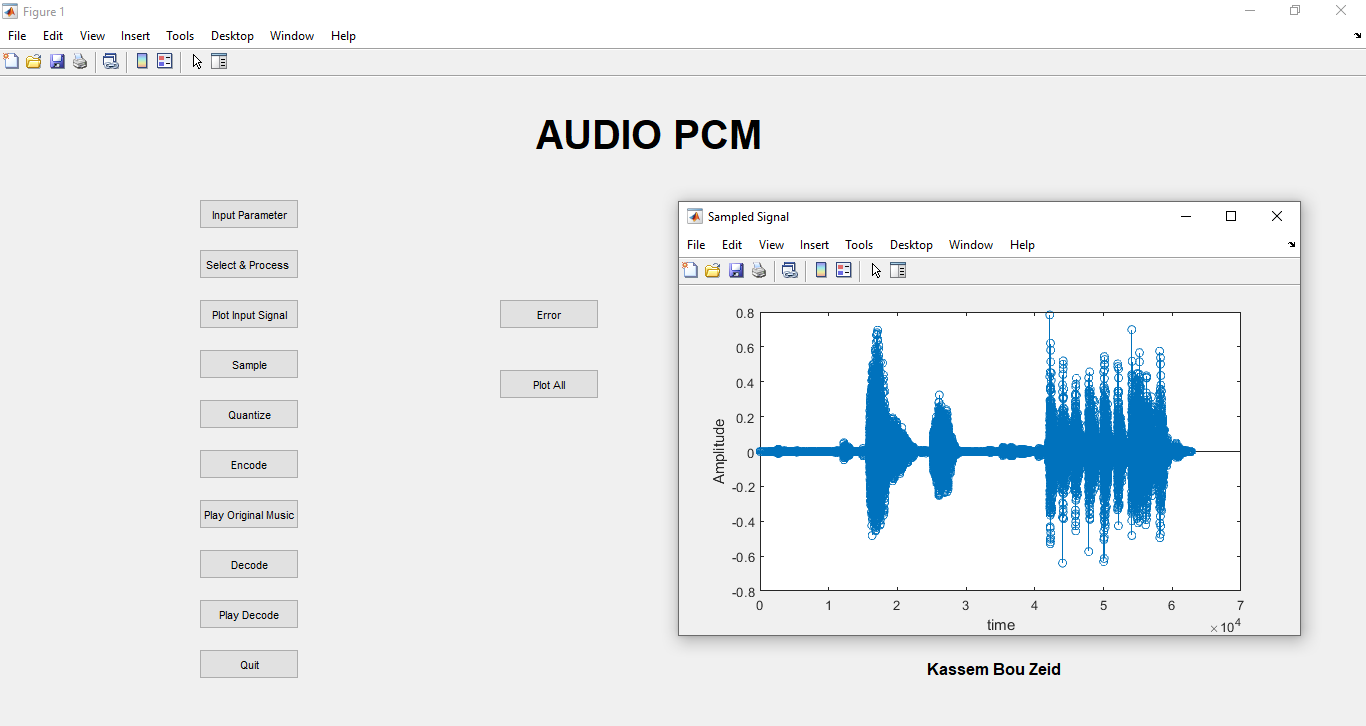 Figure 1
File Edit View Insert Tools Desktop Window Help
AUDIO PCM
Input Parameter
Select & Process
Plot Input Signal
Sample
Quantize
Encode
Play Original Music
Decode
Play Decode
Quit
Error
Plot All
Sampled Signal
File Edit View Insert Tools Desktop Window Help
Amplitude
0.8
0.6
0.4
0.2
0
-0.2
-0.4
-0.6
-0.8
0 1 2 3 4 5 6 7
time
×10⁴
Kassem Bou Zeid